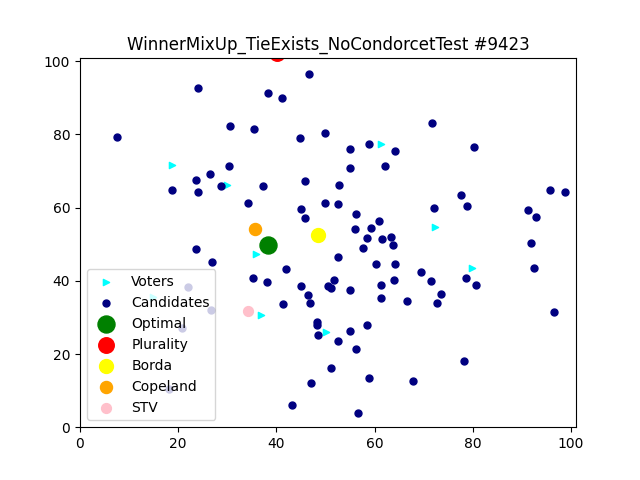 WinnerMixUp_TieExists_NoCondorcetTest #9423
100
80
60
40
20
0
Voters
Candidates
Optimal
Plurality
Borda
Copeland
STV
0 20 40 60 80 100